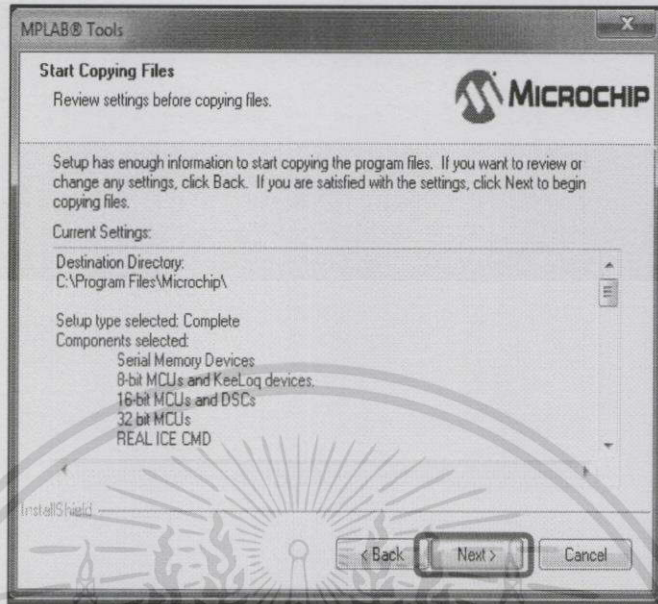 MPLAB® Tools
Start Copying Files
Review settings before copying files.
MICROCHIP
Setup has enough information to start copying the program files. If you want to review or
change any settings, click Back. If you are satisfied with the settings, click Next to begin
copying files.
Current Settings:
Destination Directory:
C:\Program Files\Microchip\
Setup type selected: Complete
Components selected:
Serial Memory Devices
8-bit MCUs and KeeLoq devices.
16-bit MCUs and DSCs
32 bit MCUs
REAL ICE CMD
InstallShield
< Back
Next >
Cancel